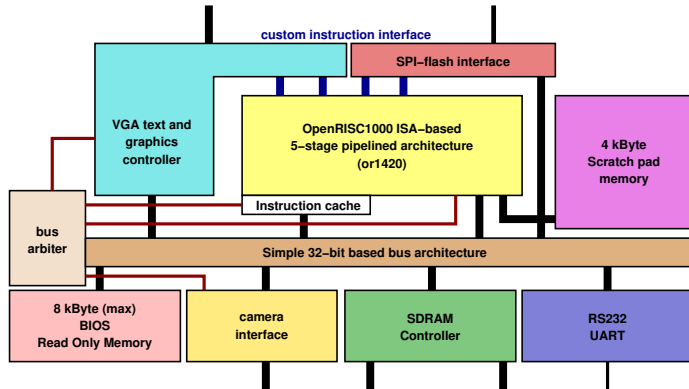 custom instruction interface
SPI−flash interface
VGA text and
graphics
controller
OpenRISC1000 ISA−based
5−stage pipelined architecture
(or1420)
4 kByte
Scratch pad
memory
Instruction cache
bus
arbiter
Simple 32−bit based bus architecture
8 kByte (max)
BIOS
Read Only Memory
camera
interface
SDRAM
Controller
RS232
UART